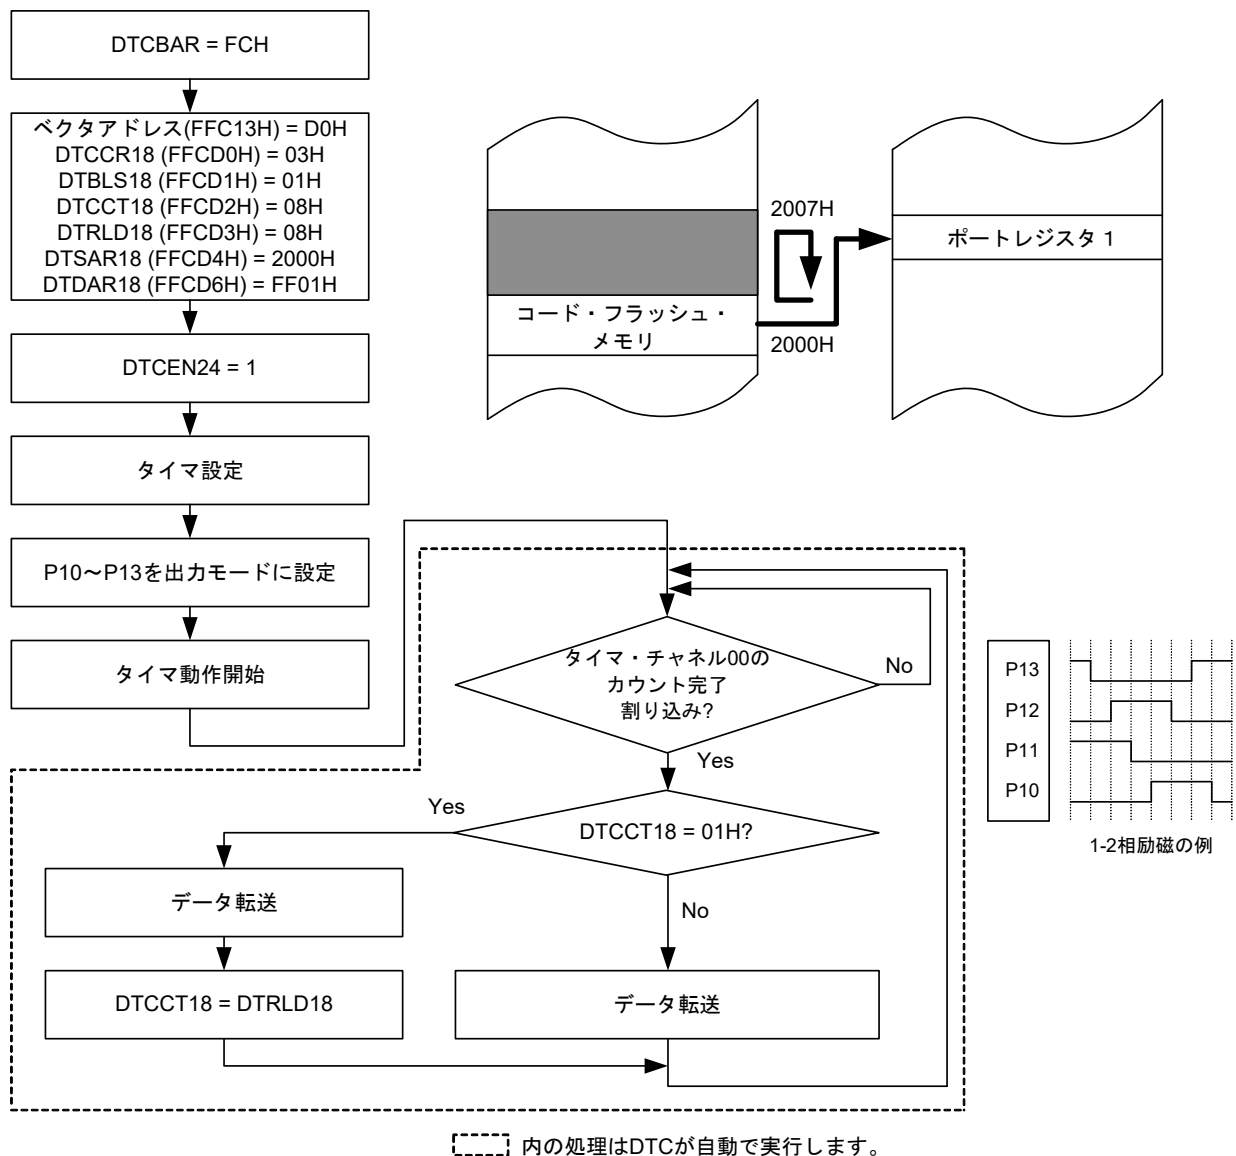 DTCBAR = FCH
ベクタアドレス(FFC13H) = D0H
DTCCR18 (FFCD0H) = 03H
DTBLS18 (FFCD1H) = 01H
DTCCT18 (FFCD2H) = 08H
DTRLD18 (FFCD3H) = 08H
DTSAR18 (FFCD4H) = 2000H
DTDAR18 (FFCD6H) = FF01H
DTCEN24 = 1
タイマ設定
P10～P13を出力モードに設定
タイマ動作開始
2007H
ポートレジスタ 1
コード・フラッシュ・
メモリ
2000H
タイマ・チャネル00の
カウント完了
割り込み?
No
Yes
DTCCT18 = 01H?
Yes
No
データ転送
DTCCT18 = DTRLD18
データ転送
P13
P12
P11
P10
1-2相励磁の例
内の処理はDTCが自動で実行します。